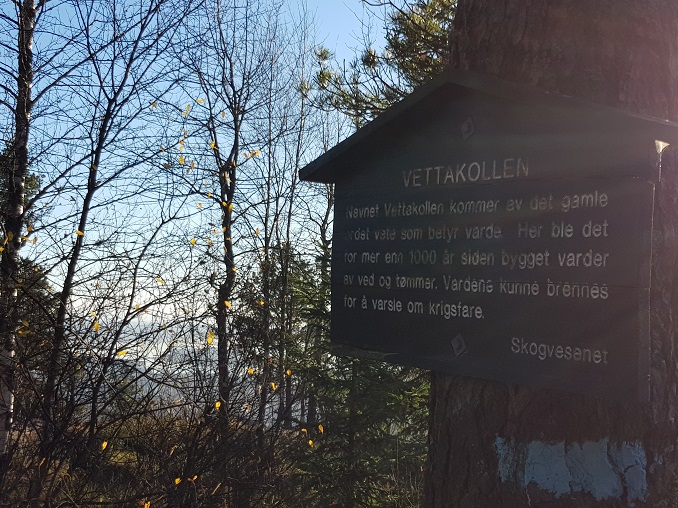 VETTAKOLLEN
Navnet Vettakollen kommer av det gamle
ordet vete som betyr varde. Her ble det
for mer enn 1000 år siden bygget varder
av ved og tømmer. Vardene kunne brennes
for å varsle om krigsfare.
Skogvesenet